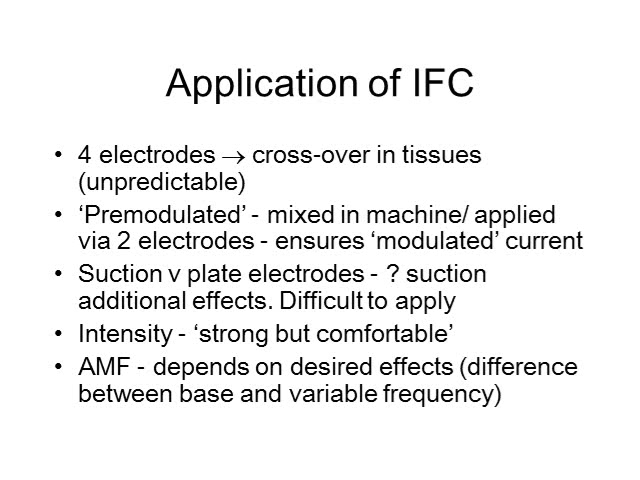 Application of IFC
• 4 electrodes → cross-over in tissues
(unpredictable)
• ‘Premodulated’ - mixed in machine/ applied
via 2 electrodes - ensures ‘modulated’ current
• Suction v plate electrodes - ? suction
additional effects. Difficult to apply
• Intensity - ‘strong but comfortable’
• AMF - depends on desired effects (difference
between base and variable frequency)